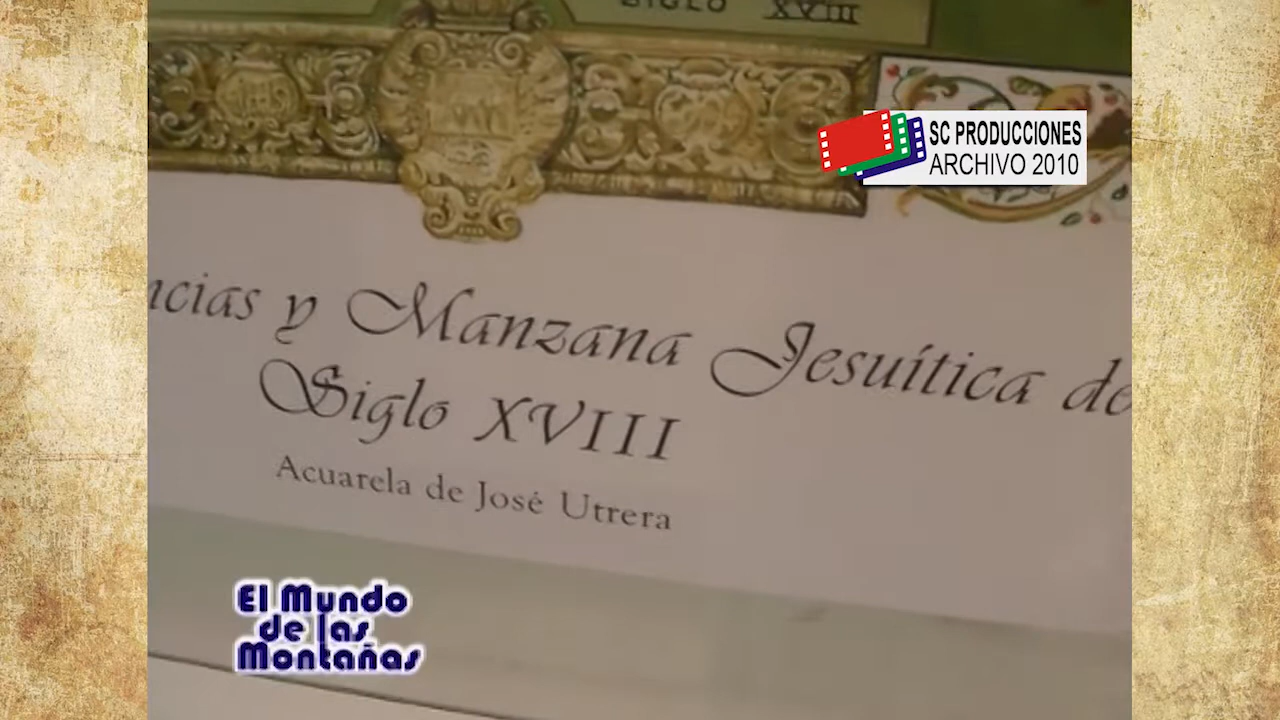 SIGLO XVIII
SC PRODUCCIONES
ARCHIVO 2010
y Manzana Jesuítica de
Siglo XVIII
Acuarela de José Utrera
El Mundo
de las
Montañas